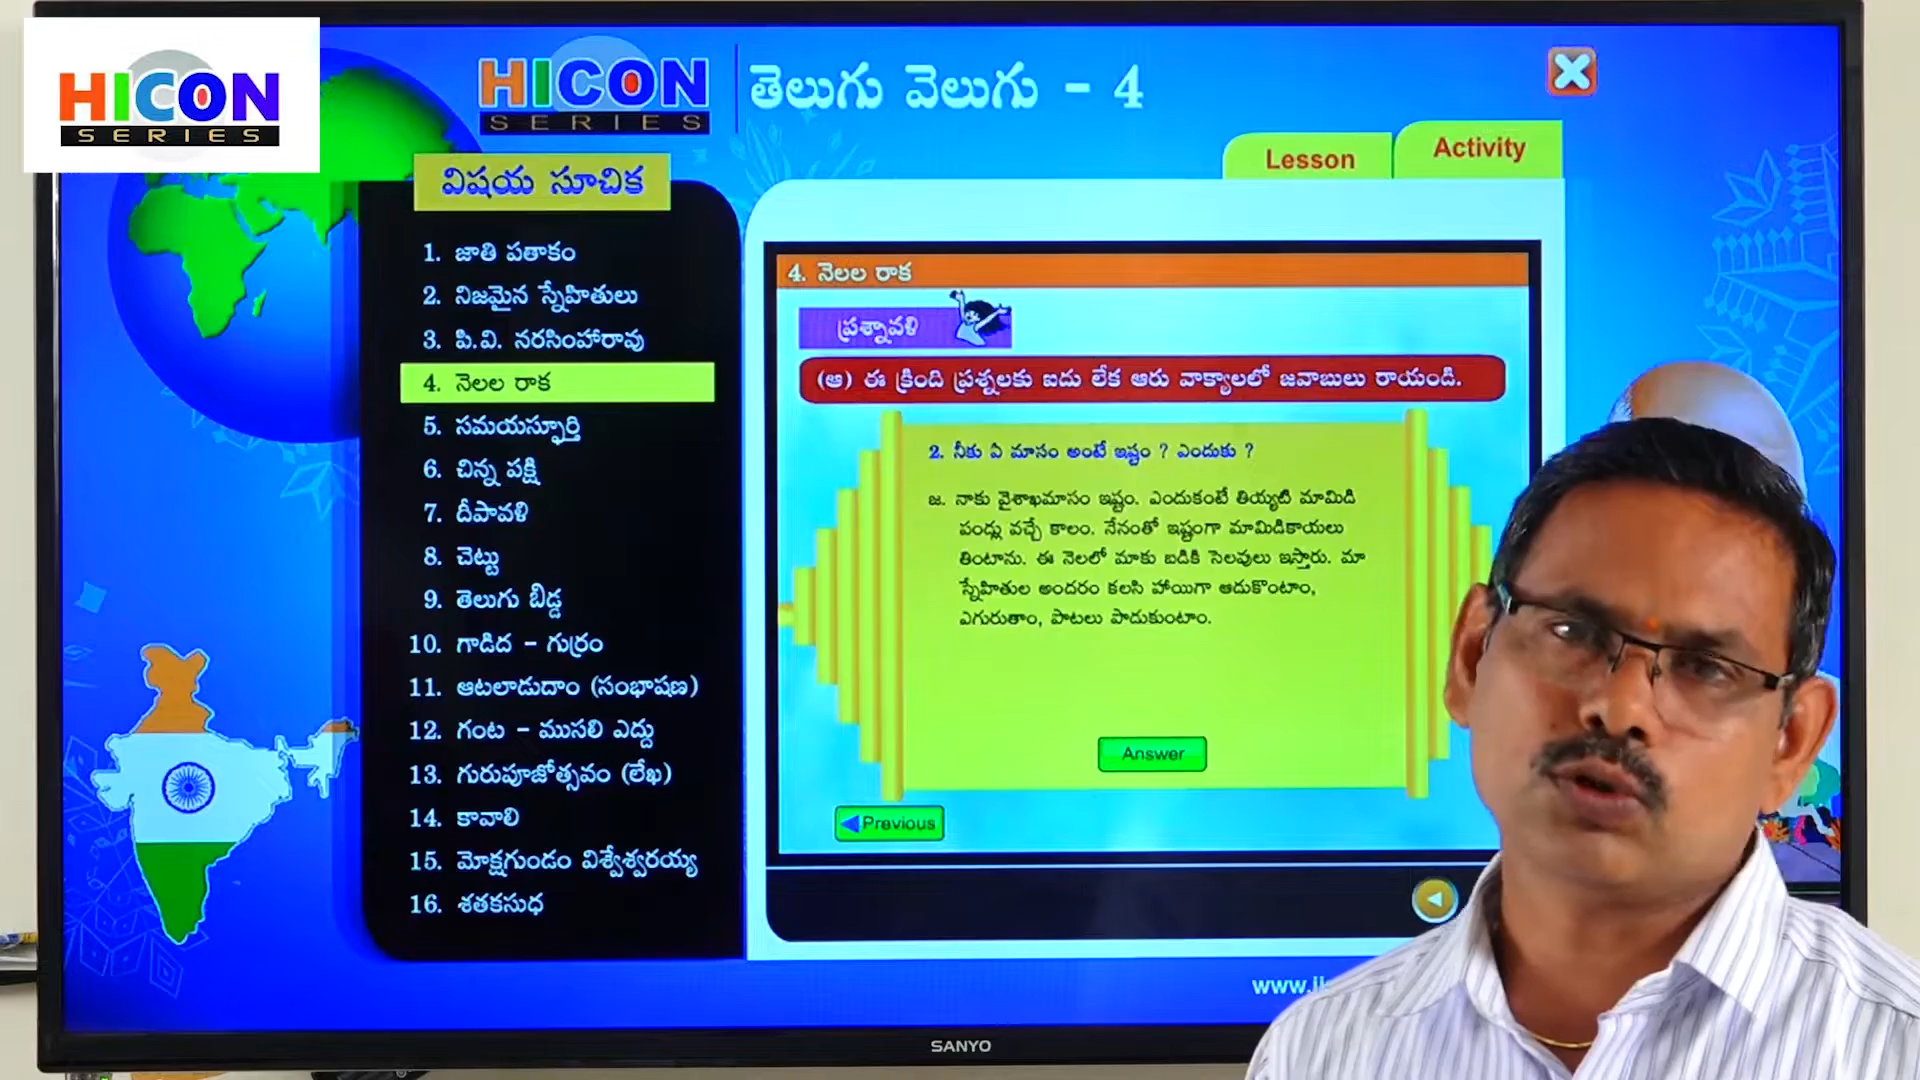 HICON
SERIES
HICON
SERIES
తెలుగు వెలుగు - 4
Lesson
Activity
విషయ సూచిక
1. జాతి పతాకం
2. నిజమైన స్నేహితులు
3. పి.వి. నరసింహారావు
4. నెలల రాక
5. సమయస్ఫూర్తి
6. చిన్న పక్షి
7. దీపావళి
8. చెట్టు
9. తెలుగు బిడ్డ
10. గాడిద - గుర్రం
11. ఆటలాడుదాం (సంభాషణ)
12. గంట - ముసలి ఎద్దు
13. గురుపూజోత్సవం (లేఖ)
14. కావాలి
15. మోక్షగుండం విశ్వేశ్వరయ్య
16. శతకసుధ
4. నెలల రాక
ప్రశ్నావళి
(ఆ) ఈ క్రింది ప్రశ్నలకు ఐదు లేక ఆరు వాక్యాలలో జవాబులు రాయండి.
2. నీకు ఏ మాసం అంటే ఇష్టం ? ఎందుకు ?
జ. నాకు వైశాఖమాసం ఇష్టం. ఎందుకంటే తియ్యటి మామిడి
పండ్లు వచ్చే కాలం. నేనంతో ఇష్టంగా మామిడికాయలు
తింటాను. ఈ నెలలో మాకు బడికి సెలవులు ఇస్తారు. మా
స్నేహితుల అందరం కలసి హాయిగా ఆడుకొంటాం,
ఎగురుతాం, పాటలు పాడుకుంటాం.
Answer
Previous
SANYO